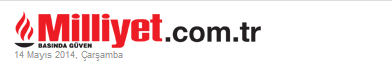 Milliyet.com.tr
BASINDA GÜVEN
14 Mayıs 2014, Çarşamba